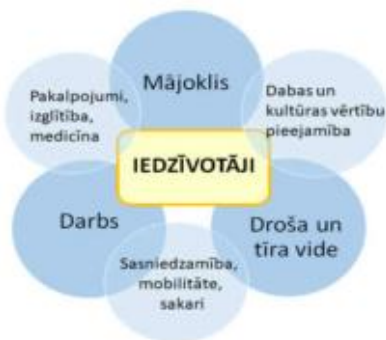 Mājoklis
Pakalpojumi,
izglītība,
medicīna
Dabas un
kultūras vērtību
pieejamība
IEDZĪVOTĀJI
Darbs
Droša un
tīra vide
Sasniedzamība,
mobilitāte,
sakari